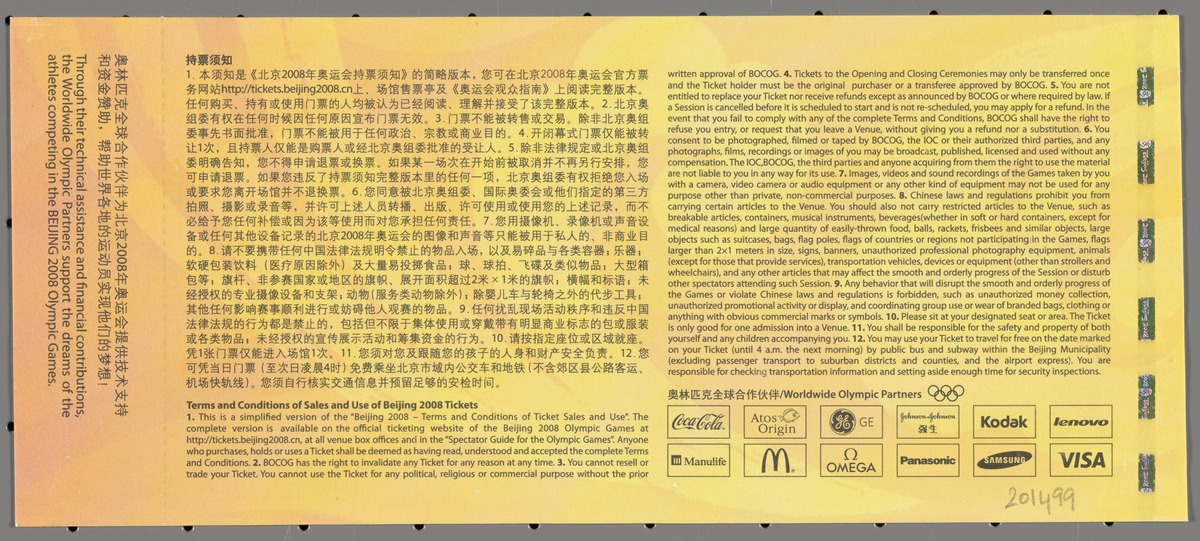 奥林匹克全球合作伙伴为北京2008年奥运会提供技术支持
和资金赞助，帮助世界各地的运动员实现他们的梦想！
Through their technical assistance and financial contributions,
the Worldwide Olympic Partners support the dreams of the
athletes competing in the BEIJING 2008 Olympic Games.
持票须知
1. 本须知是《北京2008年奥运会持票须知》的简略版本，您可在北京2008年奥运会官方票
务网站http://tickets.beijing2008.cn上、场馆售票亭及《奥运会观众指南》上阅读完整版本。
任何购买、持有或使用门票的人均被认为已经阅读、理解并接受了该完整版本。2. 北京奥
组委有权在任何时候因任何原因宣布门票无效。3. 门票不能被转售或交易。除非北京奥
组委事先书面批准，门票不能被用于任何政治、宗教或商业目的。4. 开闭幕式门票仅能被转
让1次，且持票人仅能是购票人或经北京奥组委批准的受让人。5. 除非法律规定或北京奥组
委明确告知，您不得申请退票或换票。如果某一场次在开始前被取消并不再另行安排，您
可申请退票。如果您违反了持票须知完整版本里的任何一项，北京奥组委有权拒绝您入场
或要求您离开场馆并不退换票。6. 您同意被北京奥组委、国际奥委会或他们指定的第三方
拍照、摄影或录音等，并许可上述人员转播、出版、许可使用或使用您的上述记录，而不
必给予您任何补偿或因为该等使用而对您承担任何责任。7. 您用摄像机、录像机或声音设
备或任何其他设备记录的北京2008年奥运会的图像和声音等只能被用于私人的、非商业目
的。8. 请不要携带任何中国法律法规明令禁止的物品入场，以及易碎品与各类容器；乐器；
软硬包装饮料（医疗原因除外）及大量易投掷食品；球、球拍、飞碟及类似物品；大型箱
包等；旗杆、非参赛国家或地区的旗帜、展开面积超过2米×1米的旗帜；横幅和标语；未
经授权的专业摄像设备和支架；动物（服务类动物除外），除婴儿车与轮椅之外的代步工具；
其他任何影响赛事顺利进行或妨碍他人观赛的物品。9. 任何扰乱现场活动秩序和违反中国
法律法规的行为都是禁止的，包括但不限于集体使用或穿戴带有明显商业标志的包或服装
或各类物品；未经授权的宣传展示活动和筹集资金的行为。10. 请按指定座位或区域就座。
凭1张门票仅能进入场馆1次。11. 您须对您及跟随您的孩子的人身和财产安全负责。12. 您
可凭当日门票（至次日凌晨4时）免费乘坐北京市域内公交车和地铁（不含郊区县公路客运、
机场快轨线）。您须自行核实交通信息并预留足够的安检时间。
Terms and Conditions of Sales and Use of Beijing 2008 Tickets
1. This is a simplified version of the "Beijing 2008 – Terms and Conditions of Ticket Sales and Use". The
complete version is available on the official ticketing website of the Beijing 2008 Olympic Games at
http://tickets.beijing2008.cn, at all venue box offices and in the "Spectator Guide for the Olympic Games". Anyone
who purchases, holds or uses a Ticket shall be deemed as having read, understood and accepted the complete Terms
and Conditions. 2. BOCOG has the right to invalidate any Ticket for any reason at any time. 3. You cannot resell or
trade your Ticket. You cannot use the Ticket for any political, religious or commercial purpose without the prior
written approval of BOCOG. 4. Tickets to the Opening and Closing Ceremonies may only be transferred once
and the Ticket holder must be the original purchaser or a transferee approved by BOCOG. 5. You are not
entitled to replace your Ticket nor receive refunds except as announced by BOCOG or where required by law. If
a Session is cancelled before it is scheduled to start and is not re-scheduled, you may apply for a refund. In the
event that you fail to comply with any of the complete Terms and Conditions, BOCOG shall have the right to
refuse you entry, or request that you leave a Venue, without giving you a refund nor a substitution. 6. You
consent to be photographed, filmed or taped by BOCOG, the IOC or their authorized third parties, and any
photographs, films, recordings or images of you may be broadcast, published, licensed and used without any
compensation. The IOC,BOCOG, the third parties and anyone acquiring from them the right to use the material
are not liable to you in any way for its use. 7. Images, videos and sound recordings of the Games taken by you
with a camera, video camera or audio equipment or any other kind of equipment may not be used for any
purpose other than private, non-commercial purposes. 8. Chinese laws and regulations prohibit you from
carrying certain articles to the Venue. You should also not carry restricted articles to the Venue, such as
breakable articles, containers, musical instruments, beverages(whether in soft or hard containers, except for
medical reasons) and large quantity of easily-thrown food, balls, rackets, frisbees and similar objects, large
objects such as suitcases, bags, flag poles, flags of countries or regions not participating in the Games, flags
larger than 2×1 meters in size, signs, banners, unauthorized professional photography equipment, animals
(except for those that provide services), transportation vehicles, devices or equipment (other than strollers and
wheelchairs), and any other articles that may affect the smooth and orderly progress of the Session or disturb
other spectators attending such Session. 9. Any behavior that will disrupt the smooth and orderly progress of
the Games or violate Chinese laws and regulations is forbidden, such as unauthorized money collection,
unauthorized promotional activity or display, and coordinating group use or wear of branded bags, clothing or
anything with obvious commercial marks or symbols. 10. Please sit at your designated seat or area. The Ticket
is only good for one admission into a Venue. 11. You shall be responsible for the safety and property of both
yourself and any children accompanying you. 12. You may use your Ticket to travel for free on the date marked
on your Ticket (until 4 a.m. the next morning) by public bus and subway within the Beijing Municipality
(excluding passenger transport to suburban districts and counties, and the airport express). You are
responsible for checking transportation information and setting aside enough time for security inspections.
奥林匹克全球合作伙伴/Worldwide Olympic Partners
Coca-Cola
Atos Origin
GE
Johnson & Johnson 強生
Kodak
lenovo
Manulife
M
Ω OMEGA
Panasonic
SAMSUNG
VISA
201499